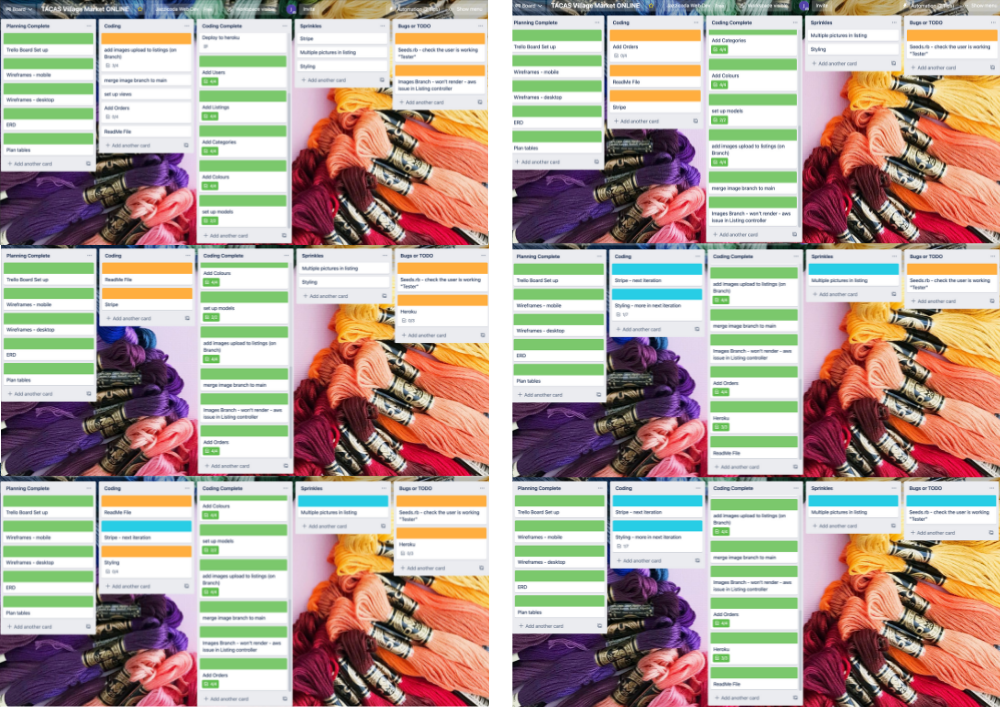 Board
TACAS Village Market ONLINE
Planning Complete
Trello Board Set up
Wireframes - mobile
Wireframes - desktop
ERD
Plan tables
+ Add another card
Coding
add images upload to listings (on
Branch)
merge image branch to main
set up views
Add Orders
ReadMe File
+ Add another card
Coding Complete
Deploy to heroku
Add Users
Add Listings
Add Categories
Add Colours
set up models
+ Add another card
Sprinkles
Stripe
Multiple pictures in listing
Styling
+ Add another card
Bugs or TODO
Seeds.rb - check the user is working
"Tester"
Images Branch - won't render - aws
issue in Listing controller
+ Add another card
Board
TACAS Village Market ONLINE
Invite
Show menu
Planning Complete
Trello Board Set up
Wireframes - mobile
Wireframes - desktop
ERD
Plan tables
+ Add another card
Coding
Add Orders
ReadMe File
Stripe
+ Add another card
Coding Complete
Add Categories
Add Colours
set up models
add images upload to listings (on
Branch)
merge image branch to main
Images Branch - won't render - aws
issue in Listing controller
+ Add another card
Sprinkles
Multiple pictures in listing
Styling
+ Add another card
Bugs or TODO
Seeds.rb - check the user is working
"Tester"
+ Add another card
Planning Complete
Trello Board Set up
Wireframes - mobile
Wireframes - desktop
ERD
Plan tables
+ Add another card
Coding
ReadMe File
Stripe
+ Add another card
Coding Complete
Add Colours
set up models
add images upload to listings (on
Branch)
merge image branch to main
Images Branch - won't render - aws
issue in Listing controller
Add Orders
+ Add another card
Sprinkles
Multiple pictures in listing
Styling
+ Add another card
Bugs or TODO
Seeds.rb - check the user is working
"Tester"
Heroku
+ Add another card
Planning Complete
Trello Board Set up
Wireframes - mobile
Wireframes - desktop
ERD
Plan tables
+ Add another card
Coding
Stripe - next iteration
Styling - more in next iteration
+ Add another card
Coding Complete
add images upload to listings (on
Branch)
merge image branch to main
Images Branch - won't render - aws
issue in Listing controller
Add Orders
Heroku
ReadMe File
+ Add another card
Sprinkles
Multiple pictures in listing
+ Add another card
Bugs or TODO
Seeds.rb - check the user is working
"Tester"
+ Add another card
Planning Complete
Trello Board Set up
Wireframes - mobile
Wireframes - desktop
ERD
Plan tables
+ Add another card
Coding
ReadMe File
Stripe - next iteration
Styling
+ Add another card
Coding Complete
Add Colours
set up models
add images upload to listings (on
Branch)
merge image branch to main
Images Branch - won't render - aws
issue in Listing controller
Add Orders
+ Add another card
Sprinkles
Multiple pictures in listing
+ Add another card
Bugs or TODO
Seeds.rb - check the user is working
"Tester"
Heroku
+ Add another card
Planning Complete
Trello Board Set up
Wireframes - mobile
Wireframes - desktop
ERD
Plan tables
+ Add another card
Coding
Stripe - next iteration
Styling - more in next iteration
+ Add another card
Coding Complete
add images upload to listings (on
Branch)
merge image branch to main
Images Branch - won't render - aws
issue in Listing controller
Add Orders
Heroku
ReadMe File
+ Add another card
Sprinkles
Multiple pictures in listing
+ Add another card
Bugs or TODO
Seeds.rb - check the user is working
"Tester"
+ Add another card